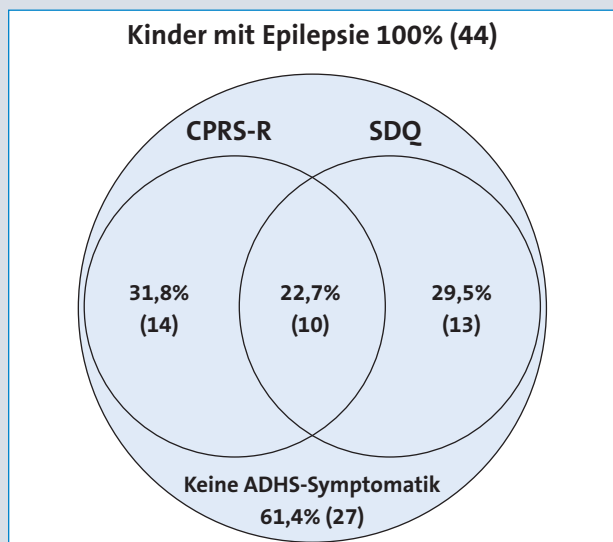 Kinder mit Epilepsie 100% (44)
CPRS-R SDQ
31,8% 22,7% 29,5%
(14) (10) (13)
Keine ADHS-Symptomatik
61,4% (27)